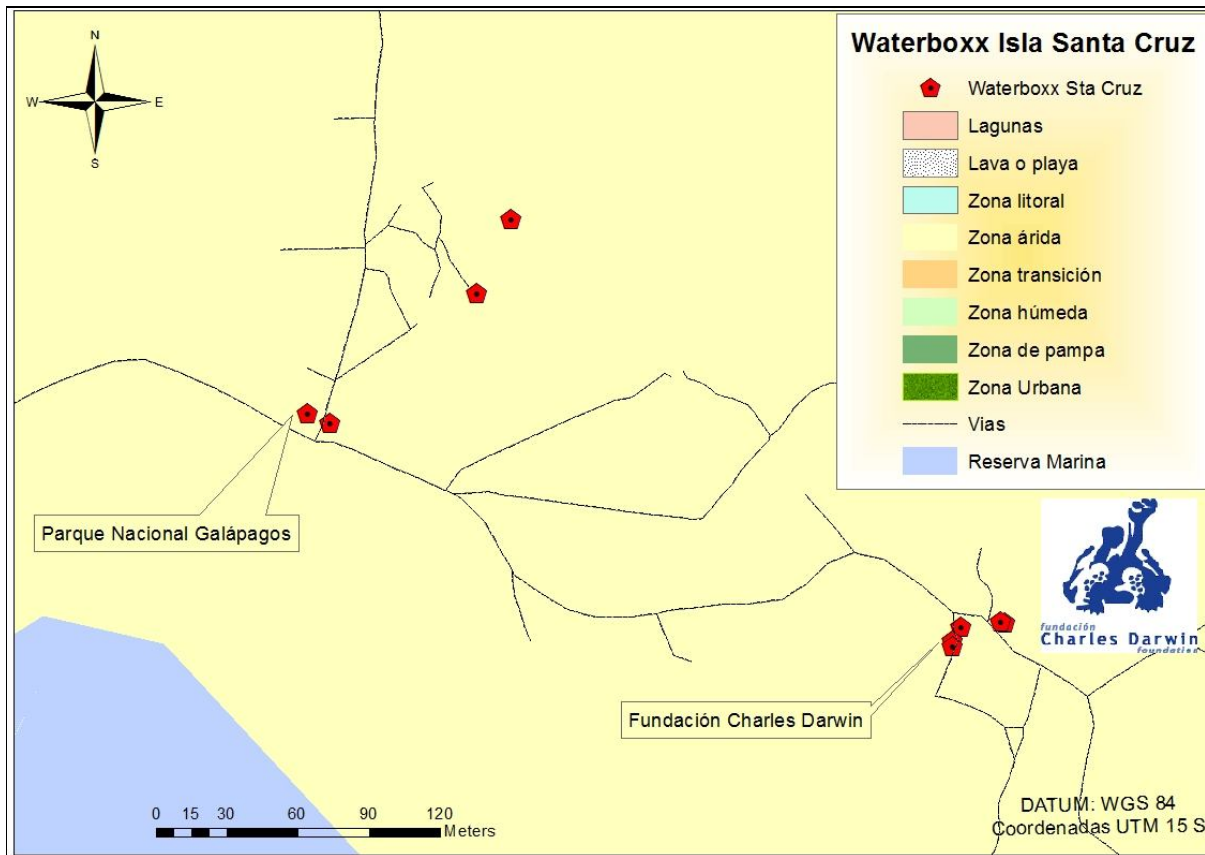 Waterboxx Isla Santa Cruz
Waterboxx Sta Cruz
Lagunas
Lava o playa
Zona litoral
Zona árida
Zona transición
Zona húmeda
Zona de pampa
Zona Urbana
Vias
Reserva Marina
N
W
E
S
Parque Nacional Galápagos
Fundación Charles Darwin
fundación
Charles Darwin
foundation
0 15 30 60 90 120
Meters
DATUM: WGS 84
Coordenadas UTM 15 S